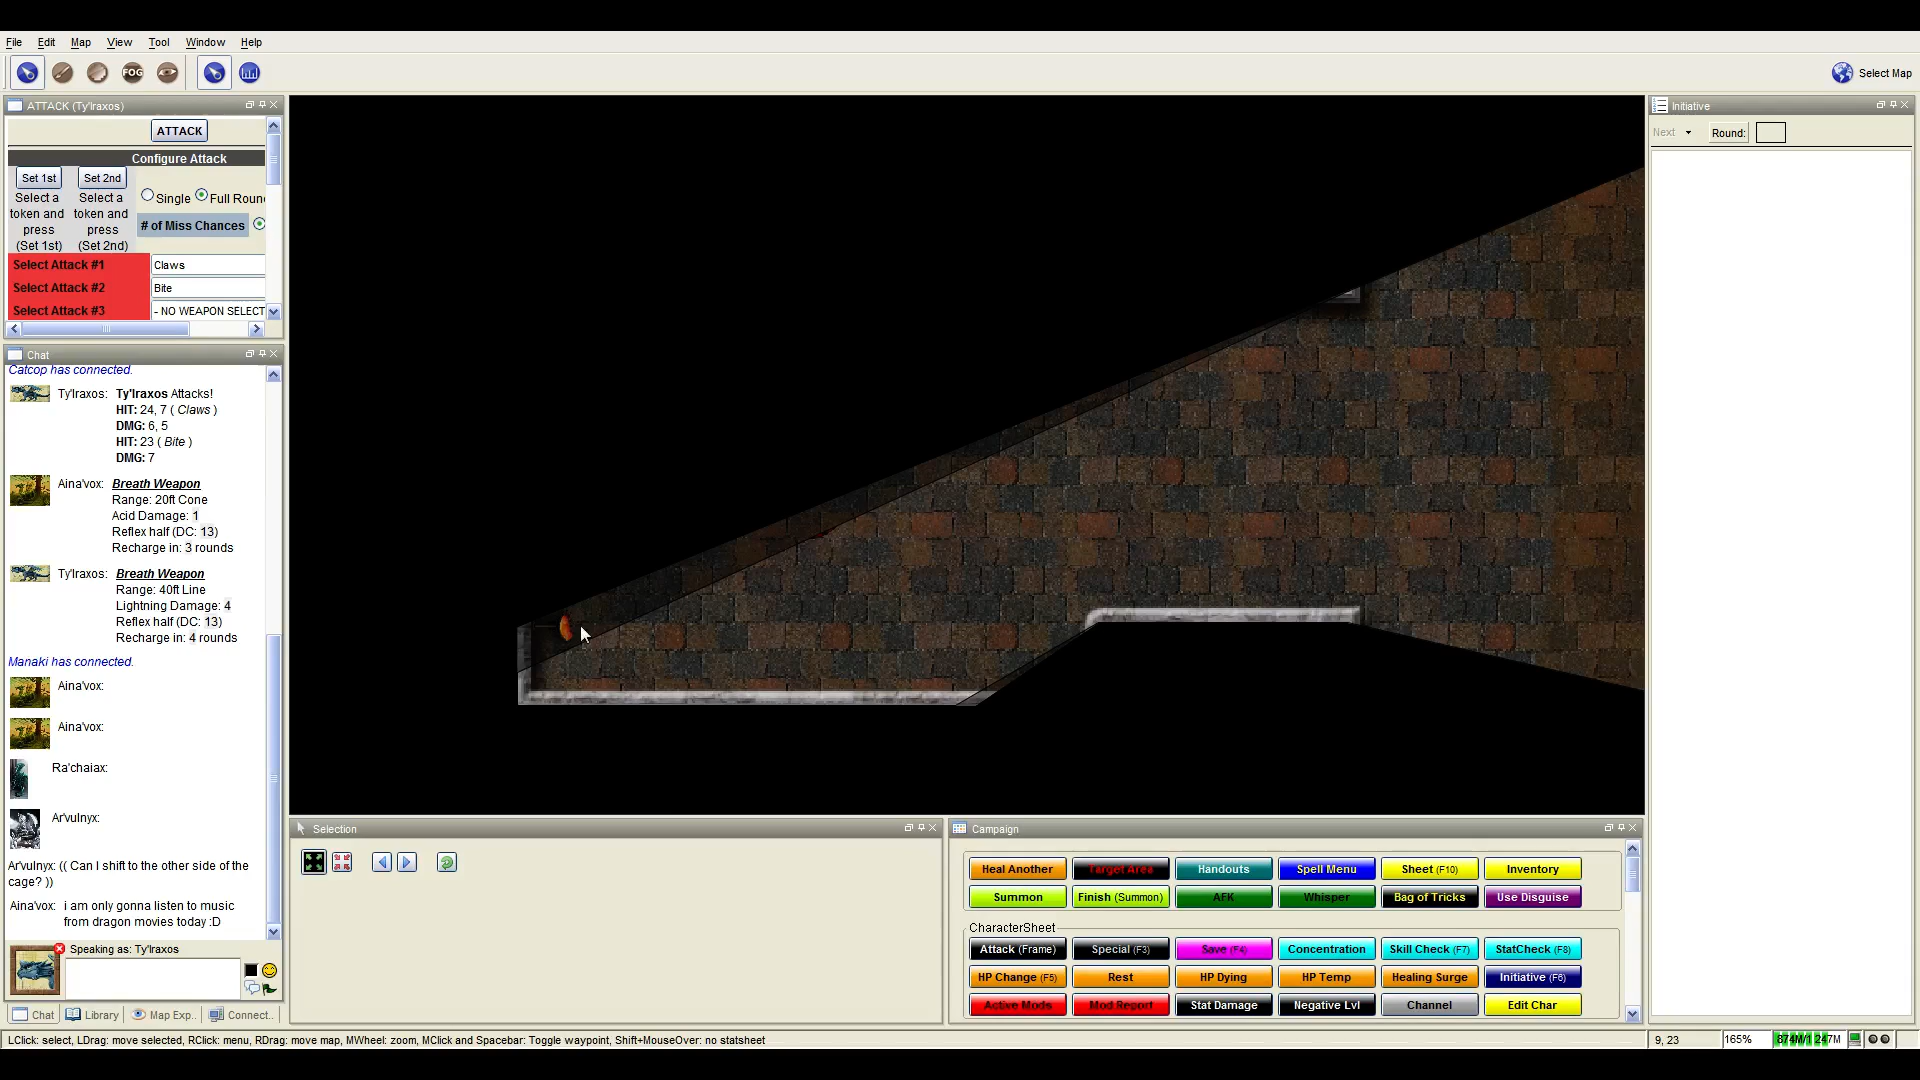 File Edit Map View Tool Window Help
FOG
Select Map
ATTACK (Ty'Iraxos)
ATTACK
Configure Attack
Set 1st Set 2nd
Select a token and press (Set 1st)
Select a token and press (Set 2nd)
Single Full Roun
# of Miss Chances
Select Attack #1 Claws
Select Attack #2 Bite
Select Attack #3 - NO WEAPON SELECT
Chat
Catcop has connected.
Ty'Iraxos: Ty'Iraxos Attacks!
HIT: 24, 7 ( Claws )
DMG: 6, 5
HIT: 23 ( Bite )
DMG: 7
Aina'vox: Breath Weapon
Range: 20ft Cone
Acid Damage: 1
Reflex half (DC: 13)
Recharge in: 3 rounds
Ty'Iraxos: Breath Weapon
Range: 40ft Line
Lightning Damage: 4
Reflex half (DC: 13)
Recharge in: 4 rounds
Manaki has connected.
Aina'vox:
Aina'vox:
Ra'chaiax:
Ar'vulnyx:
Ar'vulnyx: (( Can I shift to the other side of the
cage? ))
Aina'vox: i am only gonna listen to music
from dragon movies today :D
Speaking as: Ty'Iraxos
Chat Library Map Exp.. Connect..
Initiative
Next Round:
Selection
Campaign
Heal Another Target Area Handouts Spell Menu Sheet (F10) Inventory
Summon Finish (Summon) AFK Whisper Bag of Tricks Use Disguise
CharacterSheet
Attack (Frame) Special (F3) Save (F4) Concentration Skill Check (F7) StatCheck (F8)
HP Change (F5) Rest HP Dying HP Temp Healing Surge Initiative (F6)
Active Mods Mod Report Stat Damage Negative Lvl Channel Edit Char
LClick: select, LDrag: move selected, RClick: menu, RDrag: move map, MWheel: zoom, MClick and Spacebar: Toggle waypoint, Shift+MouseOver: no statsheet
9, 23 165% 874M/1 247M